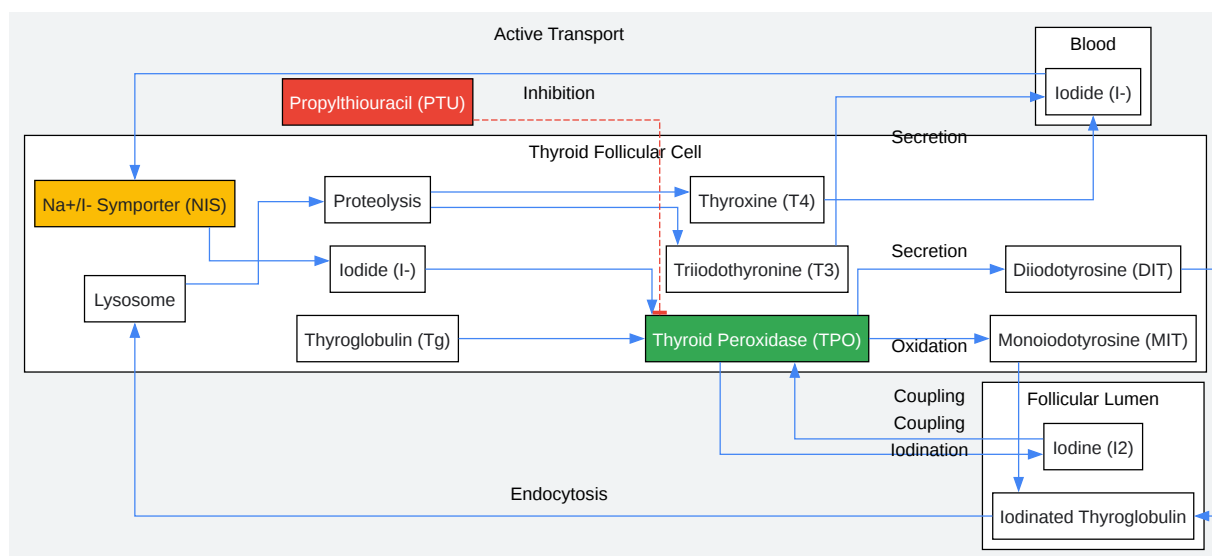 Active Transport
Blood
Propylthiouracil (PTU)
Inhibition
Iodide (I-)
Secretion
Thyroid Follicular Cell
Na+/I- Symporter (NIS)
Proteolysis
Thyroxine (T4)
Iodide (I-)
Triiodothyronine (T3)
Secretion
Diiodotyrosine (DIT)
Lysosome
Thyroglobulin (Tg)
Thyroid Peroxidase (TPO)
Oxidation
Monoiodotyrosine (MIT)
Coupling
Follicular Lumen
Coupling
Iodination
Iodine (I2)
Endocytosis
Iodinated Thyroglobulin